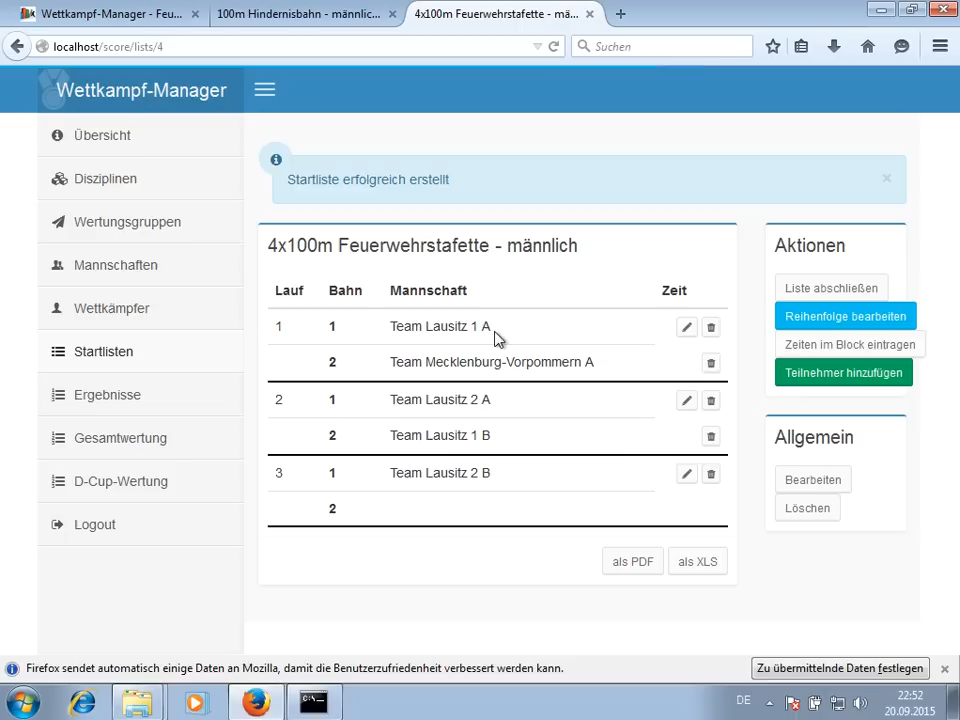 Wettkampf-Manager - Feu...
100m Hindernisbahn - männlic...
4x100m Feuerwehrstafette - mä...
localhost/score/lists/4
Suchen
Wettkampf-Manager
Übersicht
Disziplinen
Wertungsgruppen
Mannschaften
Wettkämpfer
Startlisten
Ergebnisse
Gesamtwertung
D-Cup-Wertung
Logout
Startliste erfolgreich erstellt
4x100m Feuerwehrstafette - männlich
Lauf Bahn Mannschaft Zeit
1 1 Team Lausitz 1 A
2 Team Mecklenburg-Vorpommern A
2 1 Team Lausitz 2 A
2 Team Lausitz 1 B
3 1 Team Lausitz 2 B
2
als PDF als XLS
Aktionen
Liste abschließen
Reihenfolge bearbeiten
Zeiten im Block eintragen
Teilnehmer hinzufügen
Allgemein
Bearbeiten
Löschen
Firefox sendet automatisch einige Daten an Mozilla, damit die Benutzerzufriedenheit verbessert werden kann.
Zu übermittelnde Daten festlegen
DE
22:52
20.09.2015